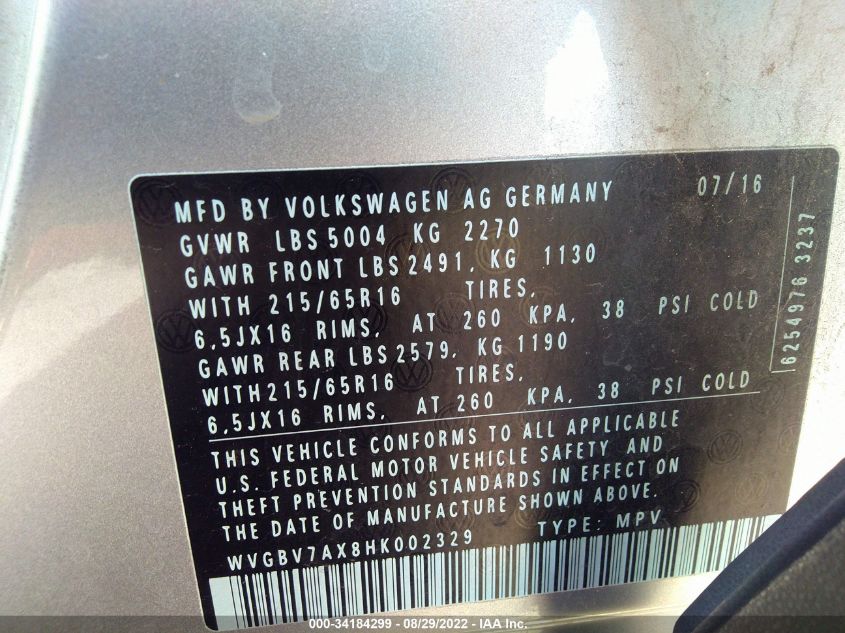 MFD BY VOLKSWAGEN AG GERMANY 07/16
GVWR LBS 5004 KG 2270
GAWR FRONT LBS 2491, KG 1130
WITH 215/65R16 TIRES,
6,5JX16 RIMS, AT 260 KPA, 38 PSI COLD
GAWR REAR LBS 2579, KG 1190
WITH 215/65R16 TIRES,
6,5JX16 RIMS, AT 260 KPA, 38 PSI COLD
THIS VEHICLE CONFORMS TO ALL APPLICABLE
U.S. FEDERAL MOTOR VEHICLE SAFETY AND
THEFT PREVENTION STANDARDS IN EFFECT ON
THE DATE OF MANUFACTURE SHOWN ABOVE.
WVGBV7AX8HK002329 TYPE: MPV
6254976 3237
000-34184299 - 08/29/2022 - IAA Inc.